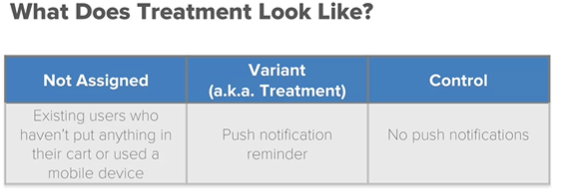 What Does Treatment Look Like?
Not Assigned
Variant
(a.k.a. Treatment)
Control
Existing users who
haven't put anything in
their cart or used a
mobile device
Push notification
reminder
No push notifications